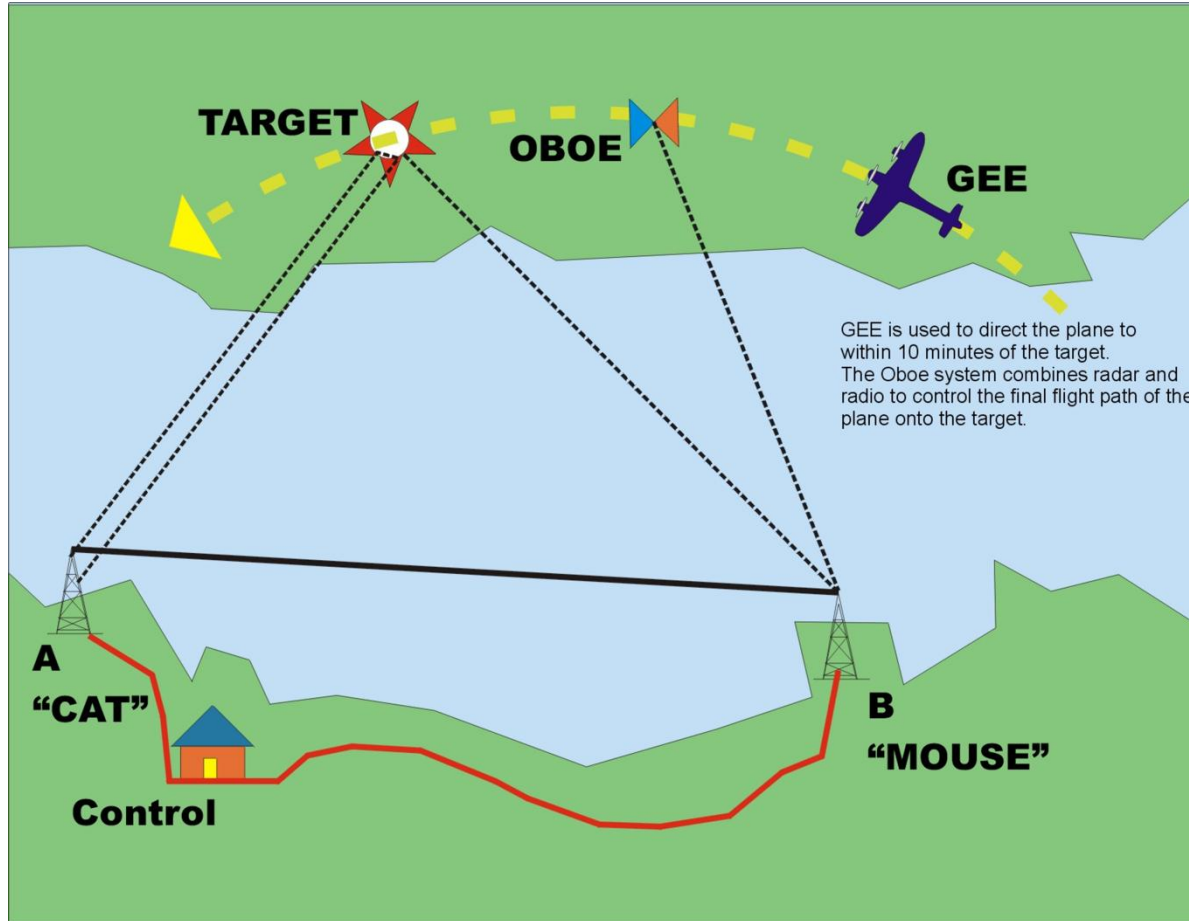 TARGET
OBOE
GEE
GEE is used to direct the plane to
within 10 minutes of the target.
The Oboe system combines radar and
radio to control the final flight path of the
plane onto the target.
A
“CAT”
B
“MOUSE”
Control